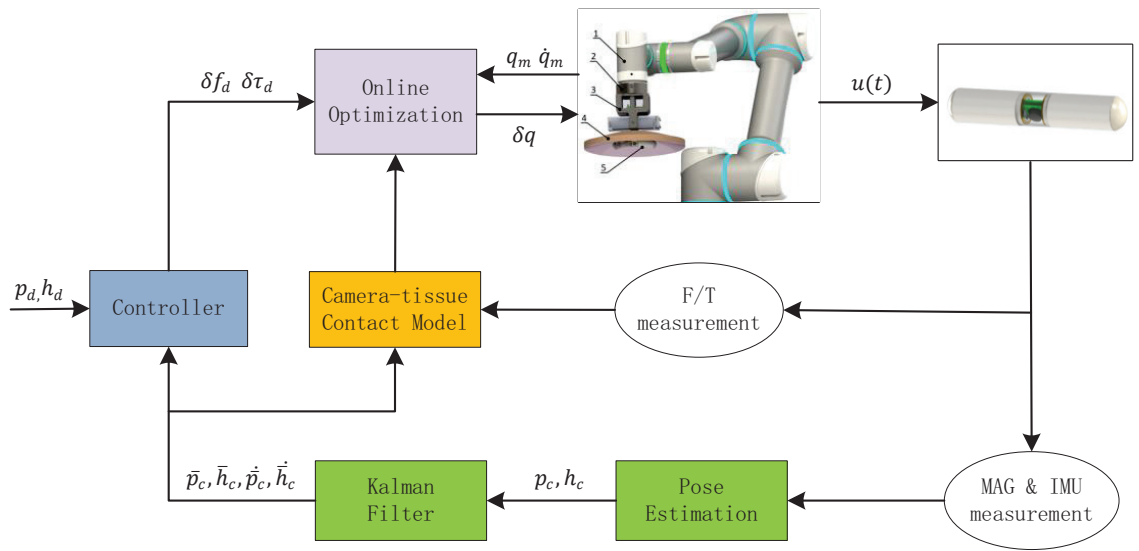 δf_d δτ_d
Online
Optimization
q_m q̇_m
δq
1
2
3
4
5
u(t)
p_d,h_d
Controller
Camera-tissue
Contact Model
F/T
measurement
p̄_c, h̄_c, ṗ̄_c, ḣ̄_c
Kalman
Filter
p_c, h_c
Pose
Estimation
MAG & IMU
measurement